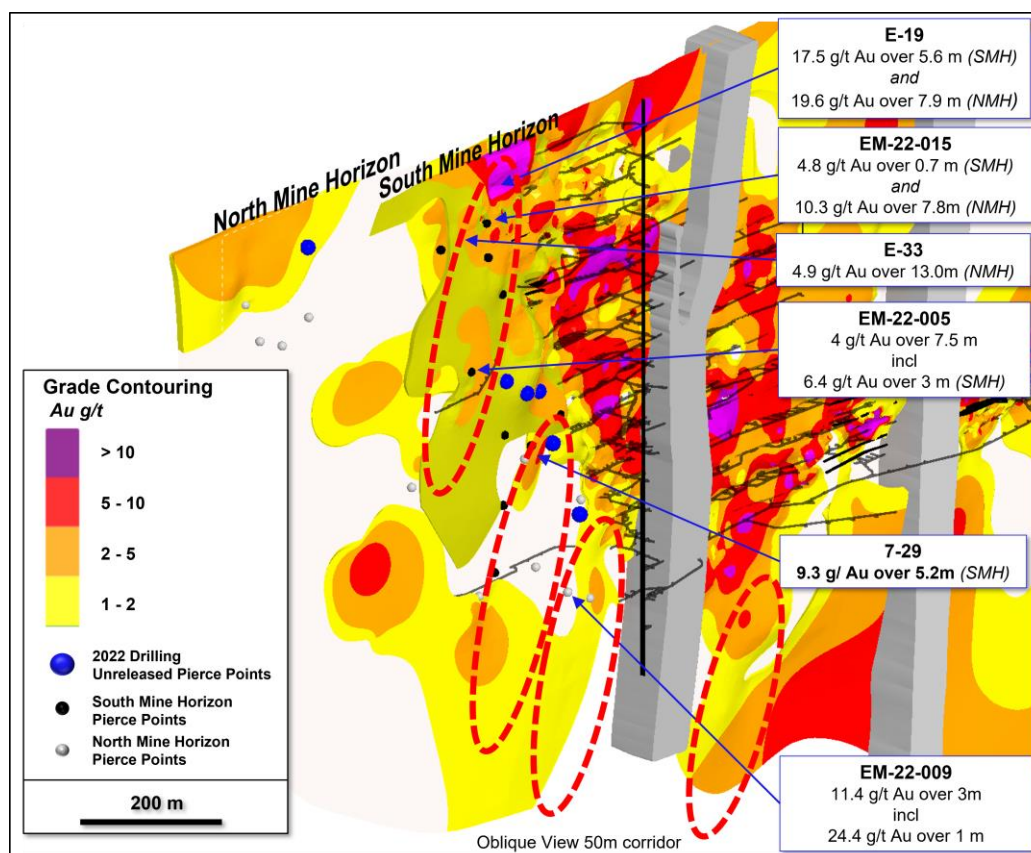 E-19
17.5 g/t Au over 5.6 m (SMH)
and
19.6 g/t Au over 7.9 m (NMH)
EM-22-015
4.8 g/t Au over 0.7 m (SMH)
and
10.3 g/t Au over 7.8m (NMH)
E-33
4.9 g/t Au over 13.0m (NMH)
EM-22-005
4 g/t Au over 7.5 m
incl
6.4 g/t Au over 3 m (SMH)
7-29
9.3 g/ Au over 5.2m (SMH)
EM-22-009
11.4 g/t Au over 3m
incl
24.4 g/t Au over 1 m
North Mine Horizon
South Mine Horizon
Grade Contouring
Au g/t
> 10
5 - 10
2 - 5
1 - 2
2022 Drilling
Unreleased Pierce Points
South Mine Horizon
Pierce Points
North Mine Horizon
Pierce Points
200 m
Oblique View 50m corridor